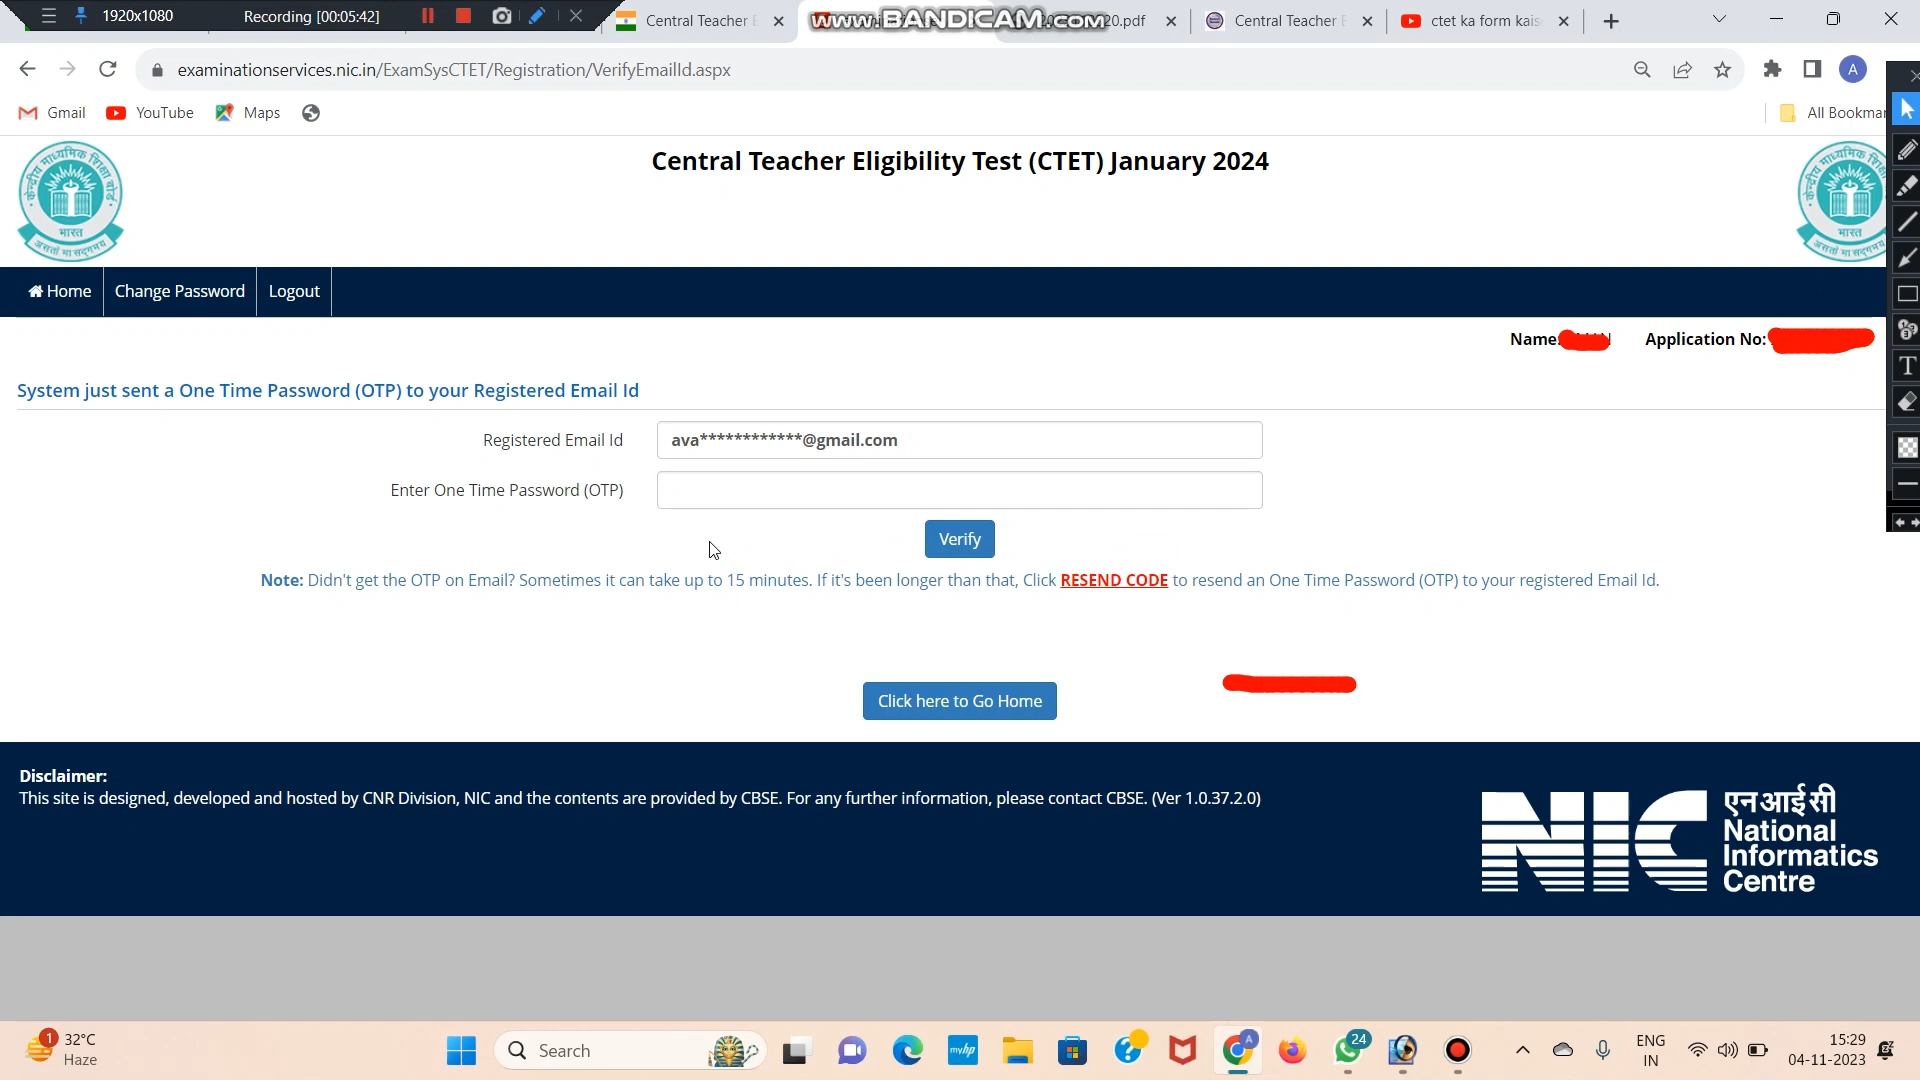 1920x1080
Recording [00:05:42]
Central Teacher E
www.BANDICAM.com
20.pdf
Central Teacher E
ctet ka form kais
examinationservices.nic.in/ExamSysCTET/Registration/VerifyEmailId.aspx
A
Gmail
YouTube
Maps
All Bookmar
Central Teacher Eligibility Test (CTET) January 2024
केन्द्रीय माध्यमिक शिक्षा बोर्ड
भारत
असतो मा सद्गमय
Home
Change Password
Logout
Name:
Application No:
System just sent a One Time Password (OTP) to your Registered Email Id
Registered Email Id
ava************@gmail.com
Enter One Time Password (OTP)
Verify
Note: Didn't get the OTP on Email? Sometimes it can take up to 15 minutes. If it's been longer than that, Click RESEND CODE to resend an One Time Password (OTP) to your registered Email Id.
Click here to Go Home
Disclaimer:
This site is designed, developed and hosted by CNR Division, NIC and the contents are provided by CBSE. For any further information, please contact CBSE. (Ver 1.0.37.2.0)
NIC
एन आई सी
National
Informatics
Centre
1
32°C
Haze
Search
myhp
A
24
ENG
IN
15:29
04-11-2023